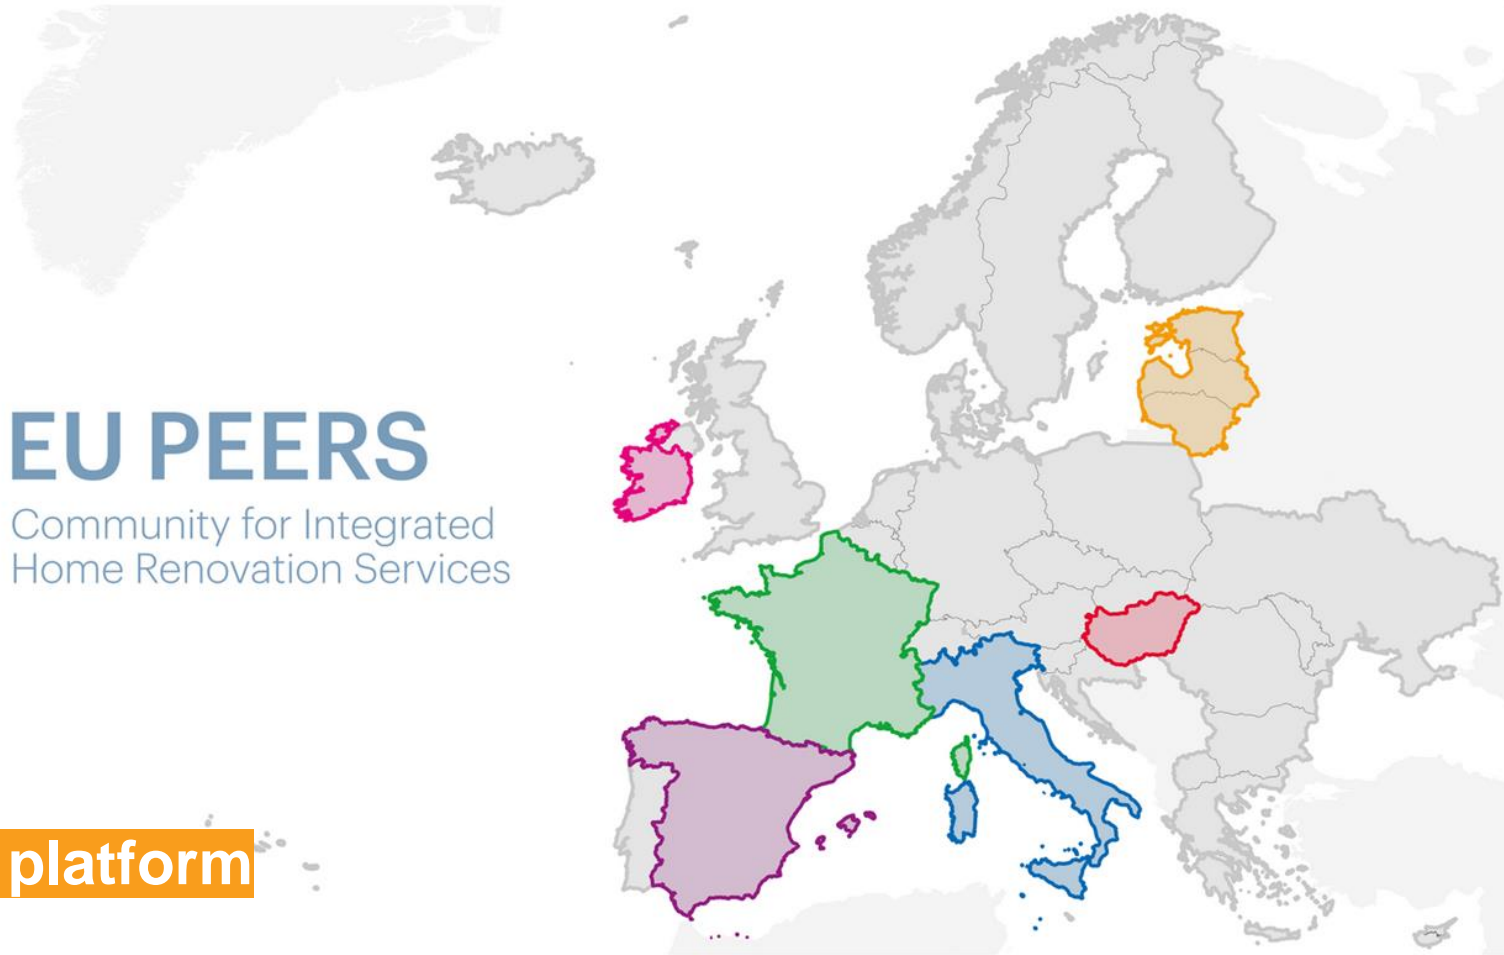 EU PEERS
Community for Integrated
Home Renovation Services
platform